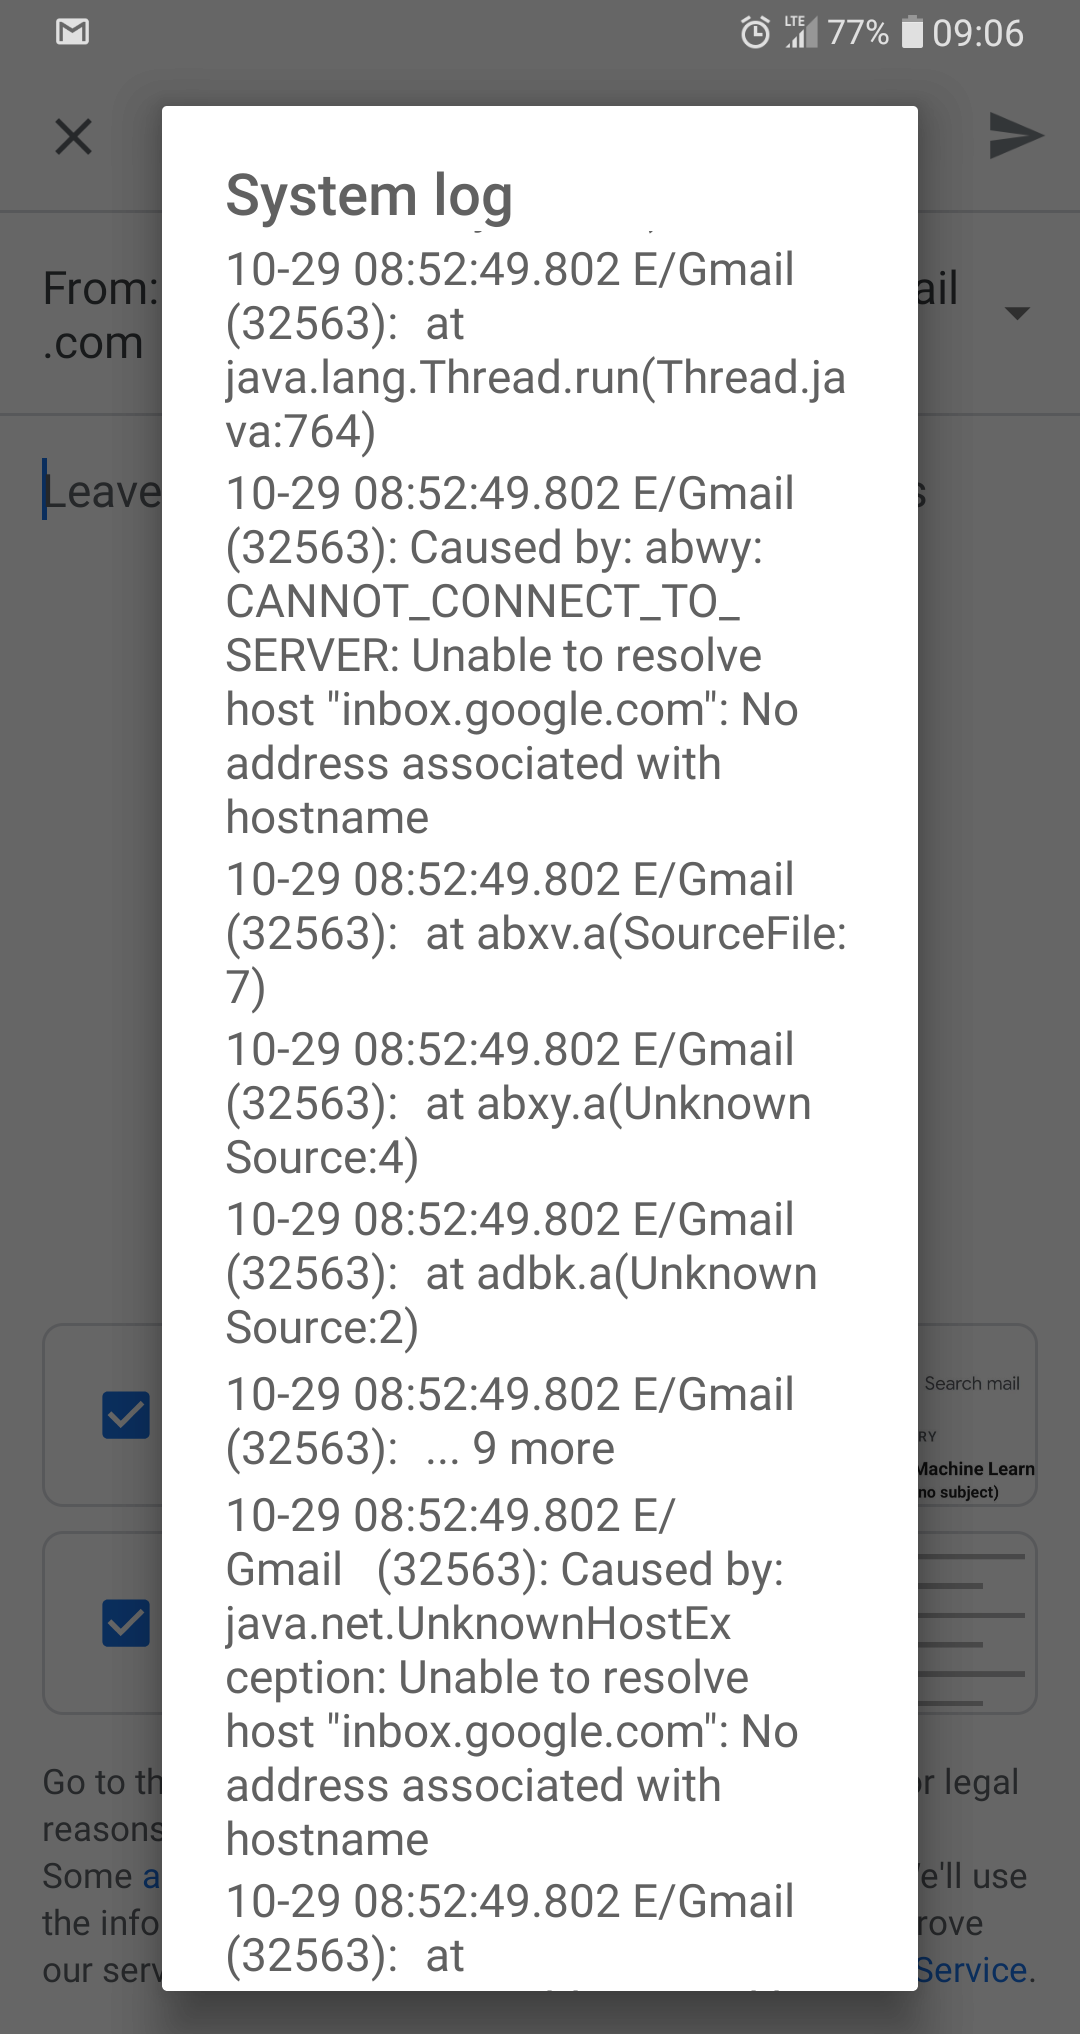 LTE 77% 09:06
System log
From: ail
.com
Leave s
10-29 08:52:49.802 E/Gmail
(32563): at
java.lang.Thread.run(Thread.ja
va:764)
10-29 08:52:49.802 E/Gmail
(32563): Caused by: abwy:
CANNOT_CONNECT_TO_
SERVER: Unable to resolve
host "inbox.google.com": No
address associated with
hostname
10-29 08:52:49.802 E/Gmail
(32563): at abxv.a(SourceFile:
7)
10-29 08:52:49.802 E/Gmail
(32563): at abxy.a(Unknown
Source:4)
10-29 08:52:49.802 E/Gmail
(32563): at adbk.a(Unknown
Source:2)
10-29 08:52:49.802 E/Gmail
(32563): ... 9 more
10-29 08:52:49.802 E/
Gmail (32563): Caused by:
java.net.UnknownHostEx
ception: Unable to resolve
host "inbox.google.com": No
address associated with
hostname
10-29 08:52:49.802 E/Gmail
(32563): at
Search mail
RY
Machine Learn
no subject)
Go to th or legal
reasons
Some a e'll use
the info rove
our serv Service.